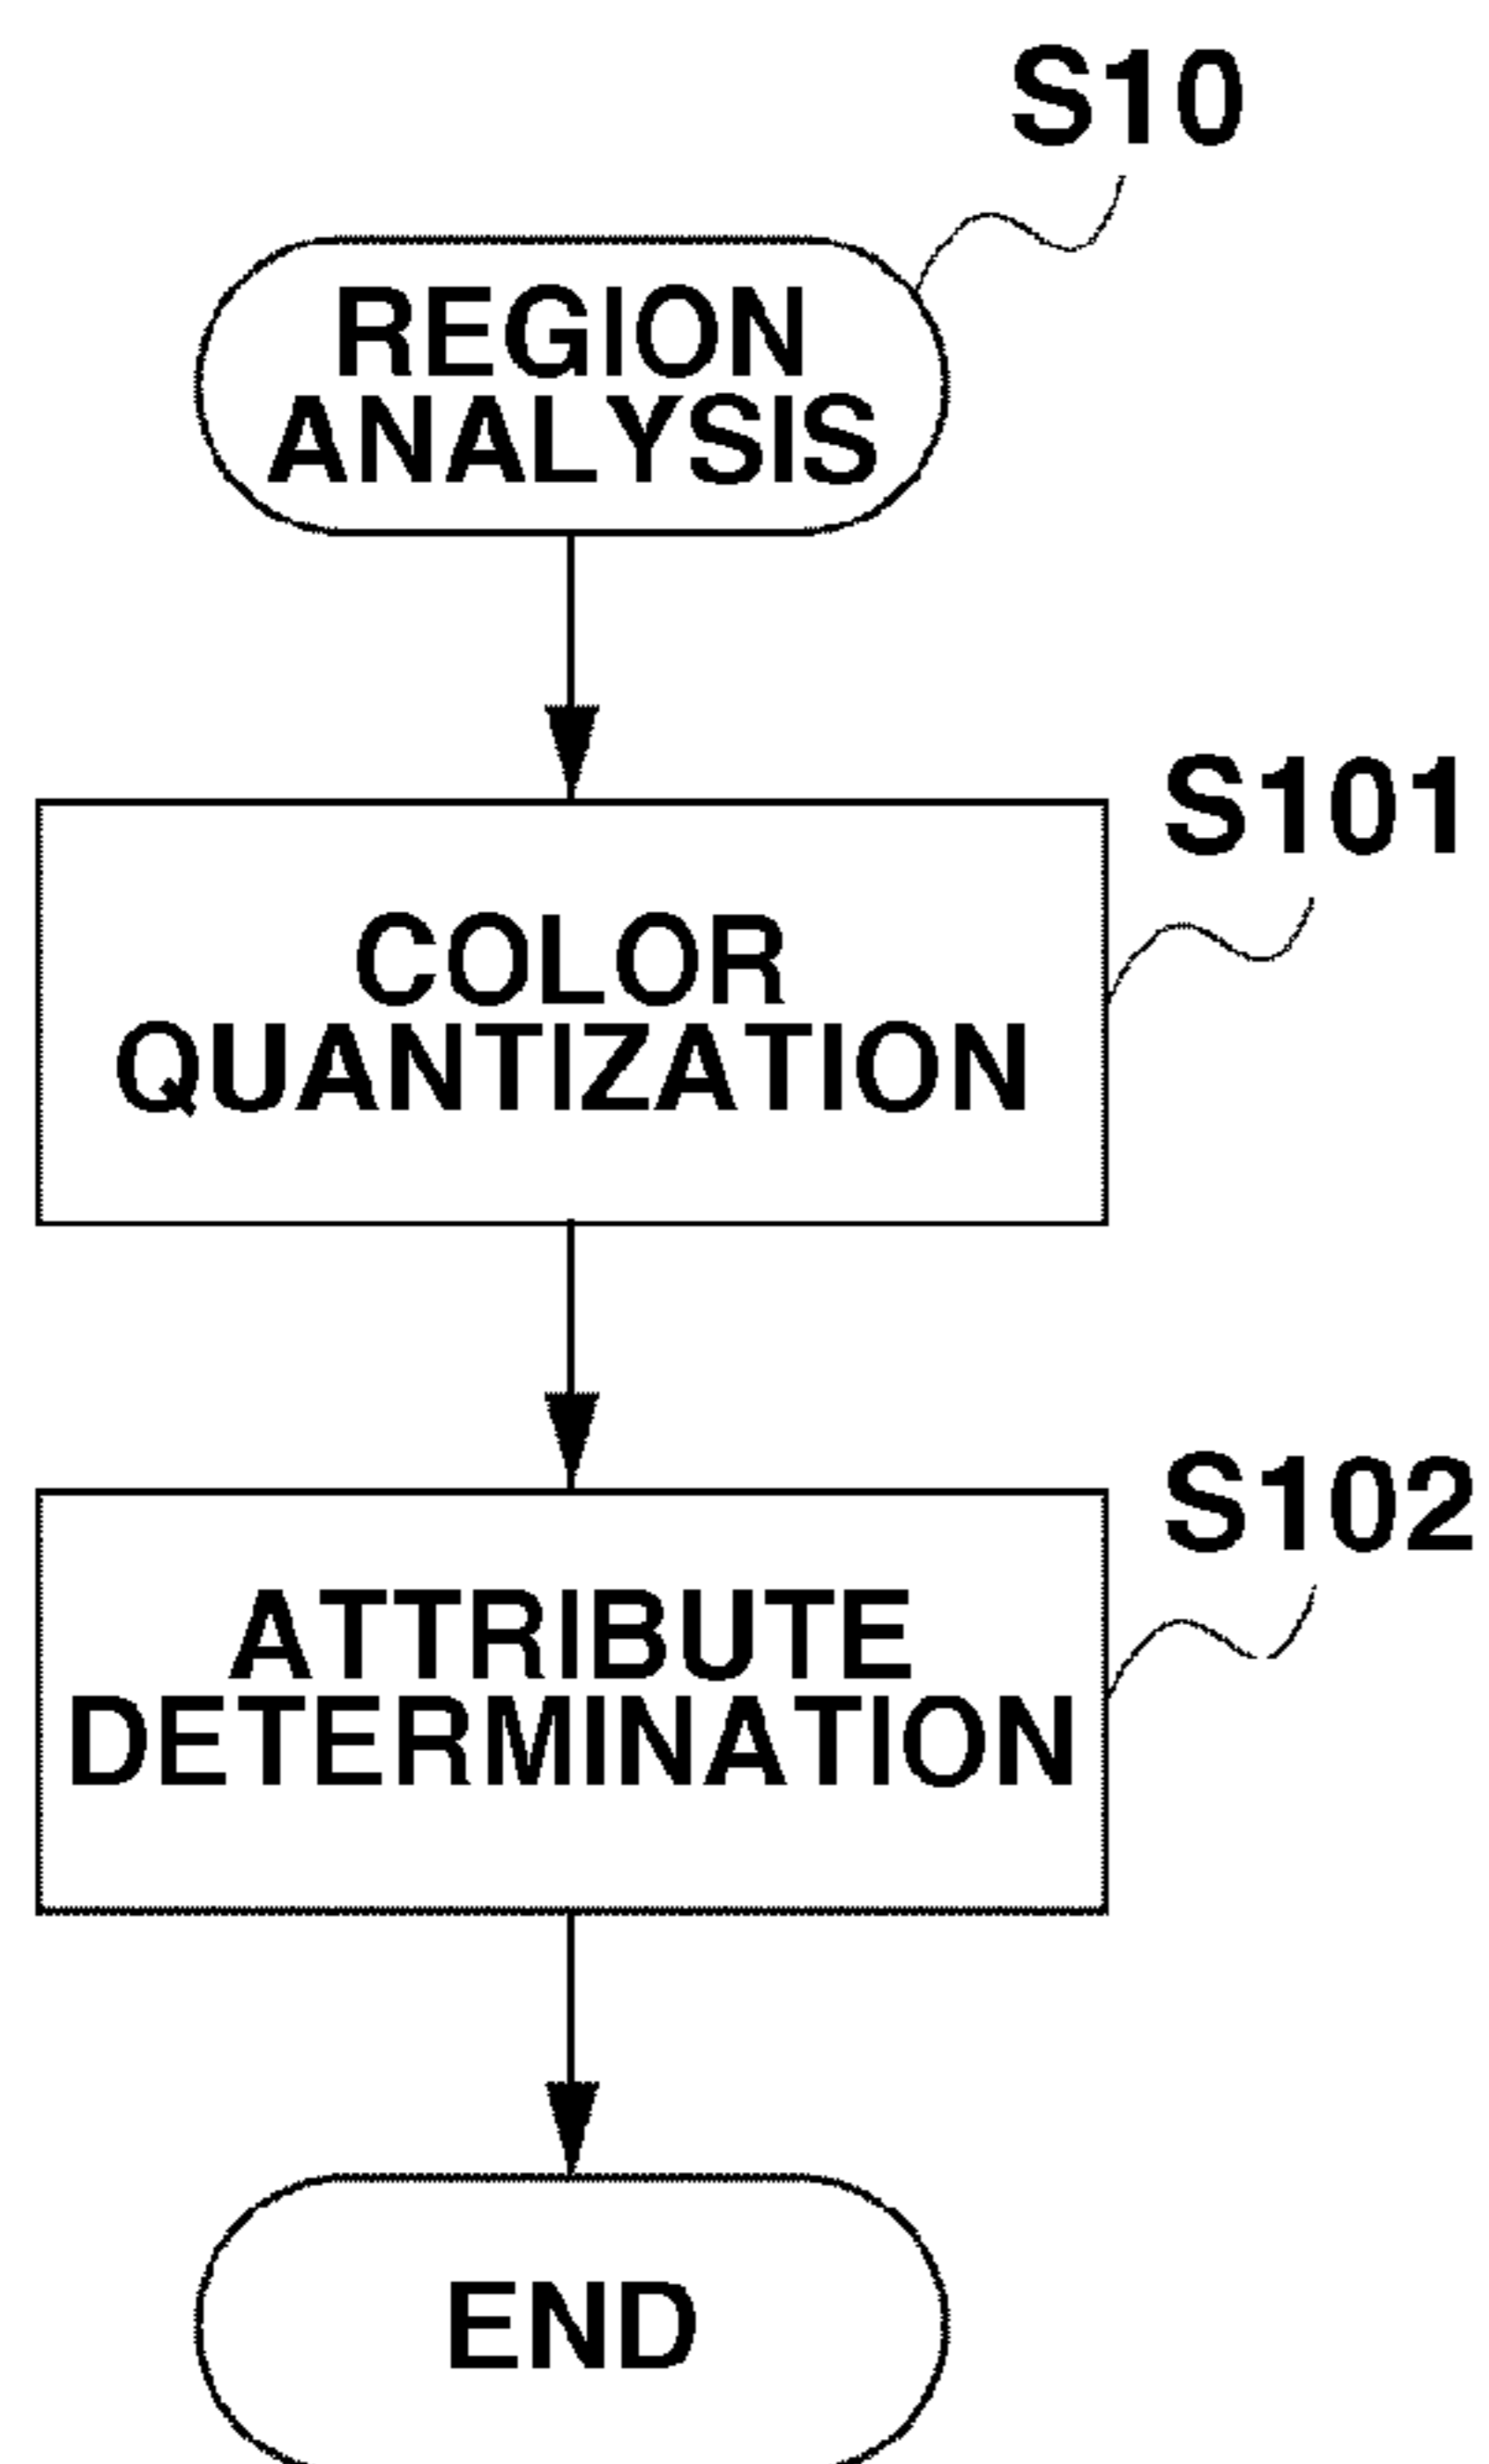 S10
REGION
ANALYSIS
S101
COLOR
QUANTIZATION
S102
ATTRIBUTE
DETERMINATION
END